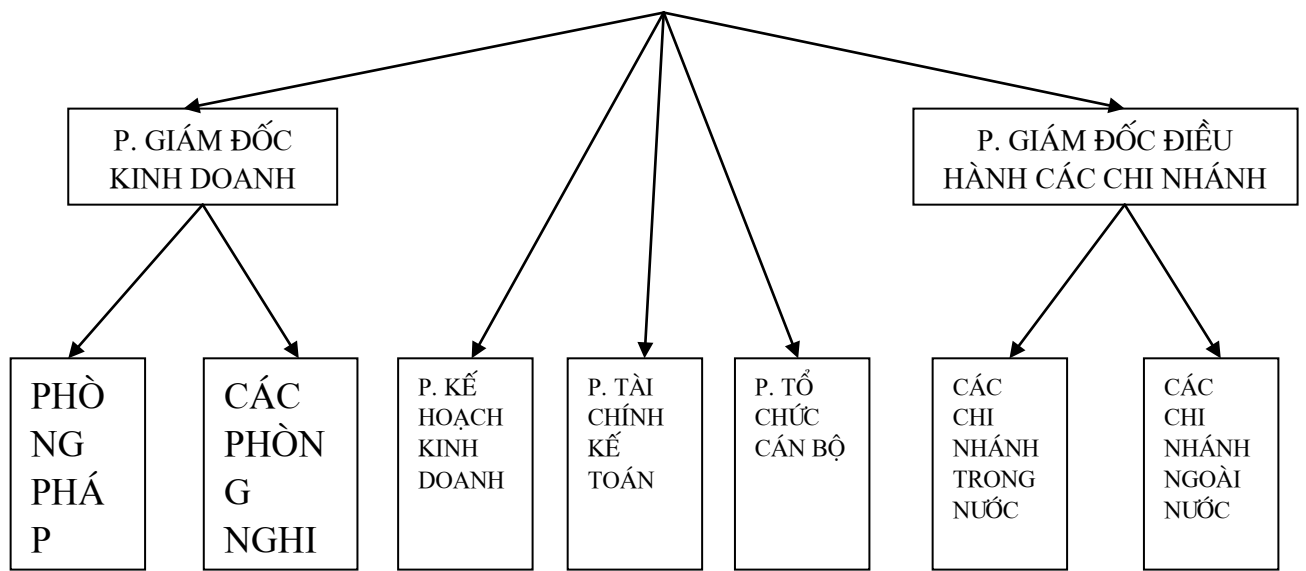 P. GIÁM ĐỐC
KINH DOANH
P. GIÁM ĐỐC ĐIỀU
HÀNH CÁC CHI NHÁNH
PHÒ
NG
PHÁ
P
CÁC
PHÒN
G
NGHI
P. KẾ
HOẠCH
KINH
DOANH
P. TÀI
CHÍNH
KẾ
TOÁN
P. TỔ
CHỨC
CÁN BỘ
CÁC
CHI
NHÁNH
TRONG
NƯỚC
CÁC
CHI
NHÁNH
NGOÀI
NƯỚC